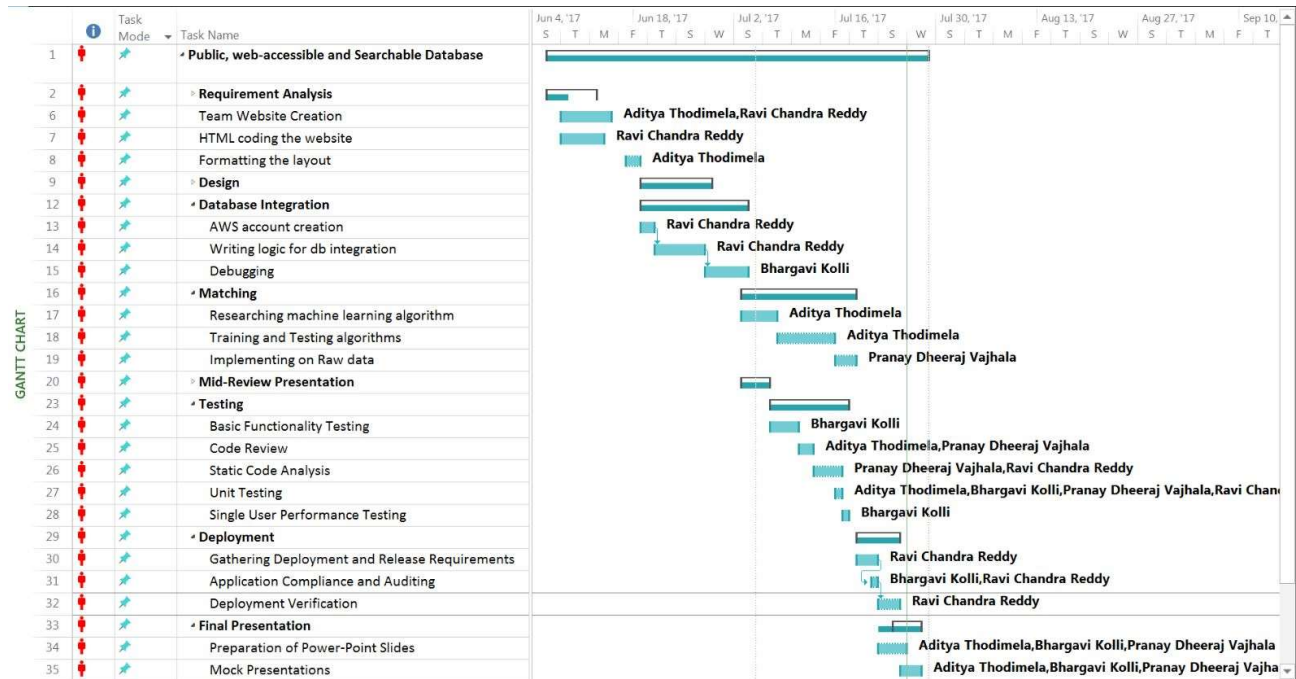 GANTT CHART
Task Mode Task Name
Jun 4, '17 Jun 18, '17 Jul 2, '17 Jul 16, '17 Jul 30, '17 Aug 13, '17 Aug 27, '17 Sep 10,
S T M F T S W S T M F T S W S T M F T S W S T M F T
1 Public, web-accessible and Searchable Database
2 Requirement Analysis
6 Team Website Creation Aditya Thodimela,Ravi Chandra Reddy
7 HTML coding the website Ravi Chandra Reddy
8 Formatting the layout Aditya Thodimela
9 Design
12 Database Integration
13 AWS account creation Ravi Chandra Reddy
14 Writing logic for db integration Ravi Chandra Reddy
15 Debugging Bhargavi Kolli
16 Matching
17 Researching machine learning algorithm Aditya Thodimela
18 Training and Testing algorithms Aditya Thodimela
19 Implementing on Raw data Pranay Dheeraj Vajhala
20 Mid-Review Presentation
23 Testing
24 Basic Functionality Testing Bhargavi Kolli
25 Code Review Aditya Thodimela,Pranay Dheeraj Vajhala
26 Static Code Analysis Pranay Dheeraj Vajhala,Ravi Chandra Reddy
27 Unit Testing Aditya Thodimela,Bhargavi Kolli,Pranay Dheeraj Vajhala,Ravi Chan
28 Single User Performance Testing Bhargavi Kolli
29 Deployment
30 Gathering Deployment and Release Requirements Ravi Chandra Reddy
31 Application Compliance and Auditing Bhargavi Kolli,Ravi Chandra Reddy
32 Deployment Verification Ravi Chandra Reddy
33 Final Presentation
34 Preparation of Power-Point Slides Aditya Thodimela,Bhargavi Kolli,Pranay Dheeraj Vajhala
35 Mock Presentations Aditya Thodimela,Bhargavi Kolli,Pranay Dheeraj Vajha